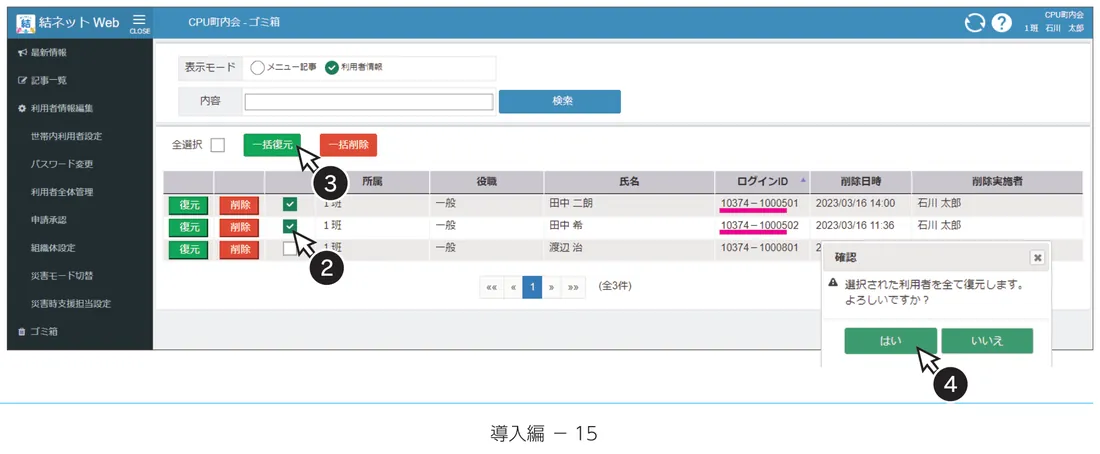 結 結ネット Web CLOSE CPU町内会 - ゴミ箱 ? CPU町内会
1班 石川 太郎
最新情報
記事一覧
利用者情報編集
世帯内利用者設定
パスワード変更
利用者全体管理
申請承認
組織体設定
災害モード切替
災害時支援担当設定
ゴミ箱
表示モード メニュー記事 利用者情報
内容 検索
全選択 一括復元 一括削除
3
所属 役職 氏名 ログインID 削除日時 削除実施者
復元 削除 1班 一般 田中 二朗 10374－1000501 2023/03/16 14:00 石川 太郎
復元 削除 1班 一般 田中 希 10374－1000502 2023/03/16 11:36 石川 太郎
復元 削除 1班 一般 渡辺 治 10374－1000801 2
2
«« « 1 » »» (全3件)
確認 ✖
選択された利用者を全て復元します。
よろしいですか？
はい いいえ
4
導入編 － 15